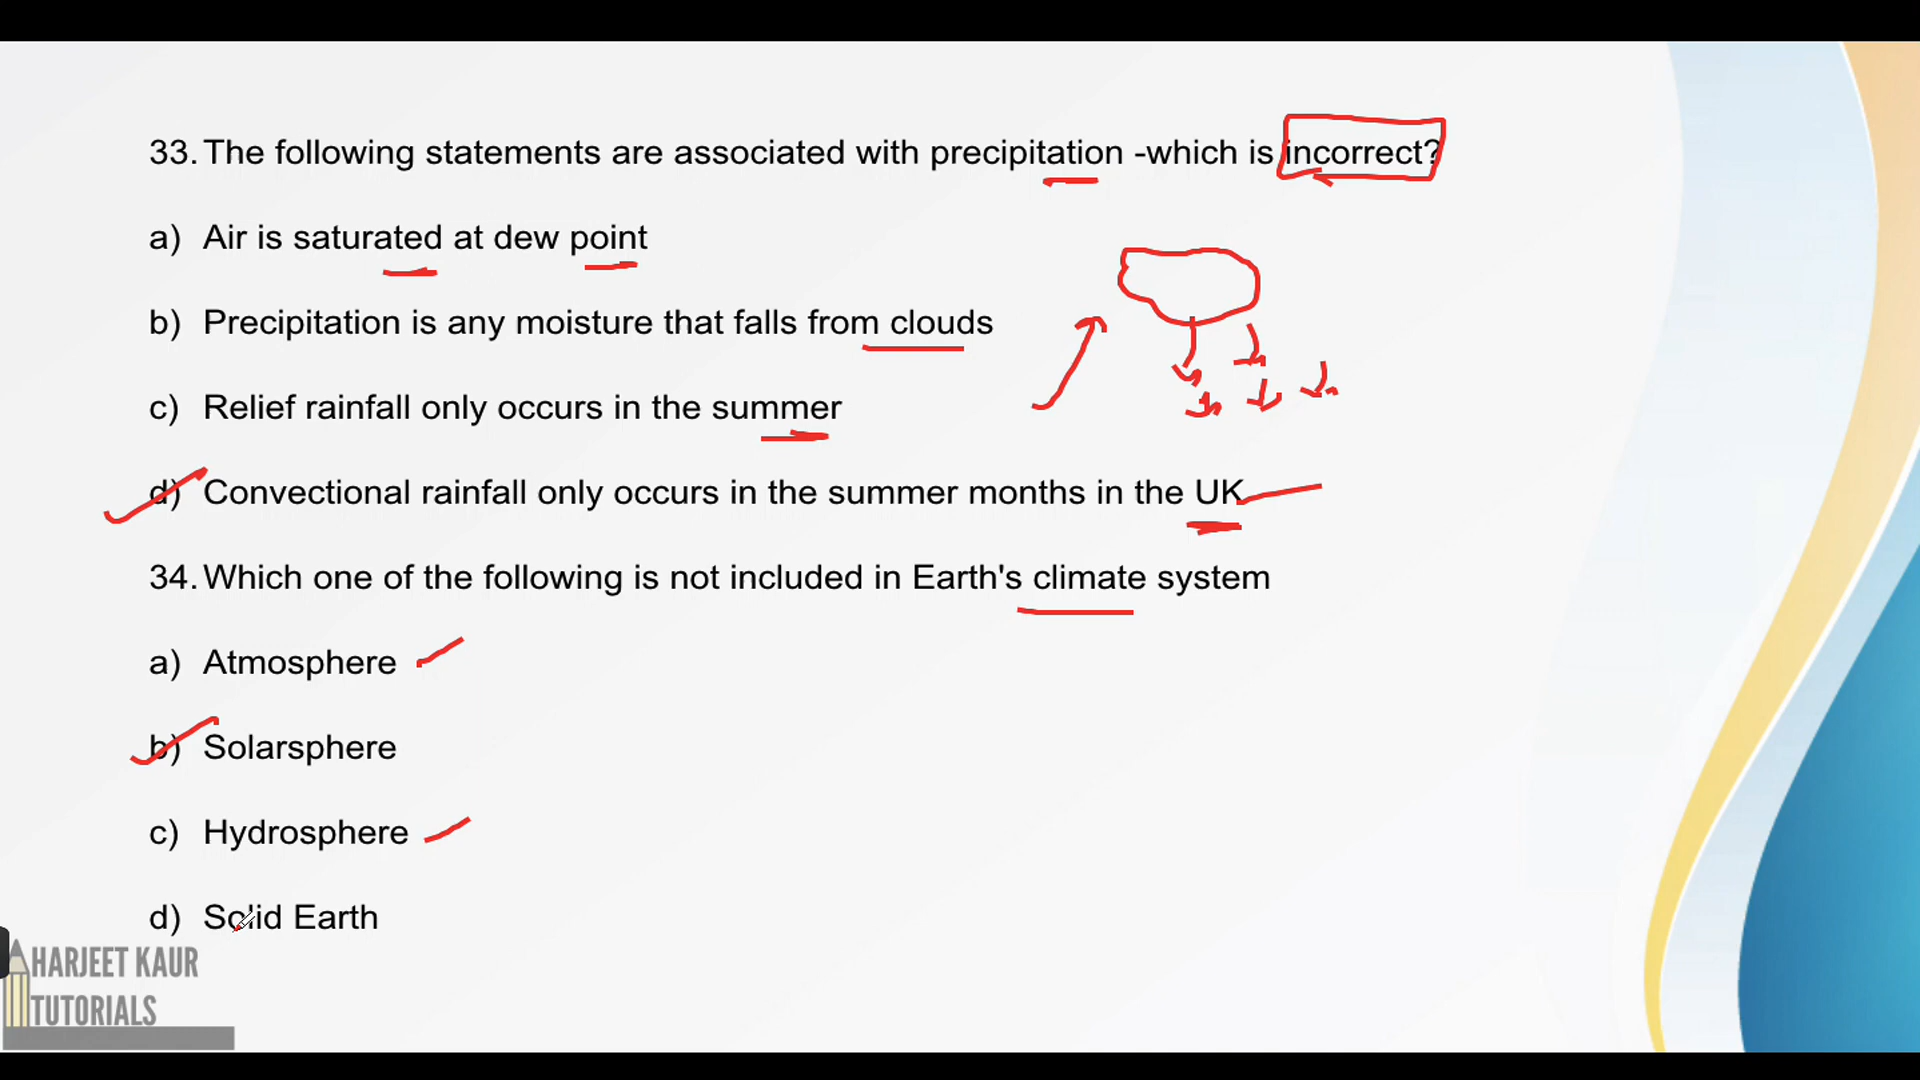 33. The following statements are associated with precipitation -which is incorrect?
a) Air is saturated at dew point
b) Precipitation is any moisture that falls from clouds
c) Relief rainfall only occurs in the summer
d) Convectional rainfall only occurs in the summer months in the UK
34. Which one of the following is not included in Earth's climate system
a) Atmosphere
b) Solarsphere
c) Hydrosphere
d) Solid Earth
HARJEET KAUR
TUTORIALS